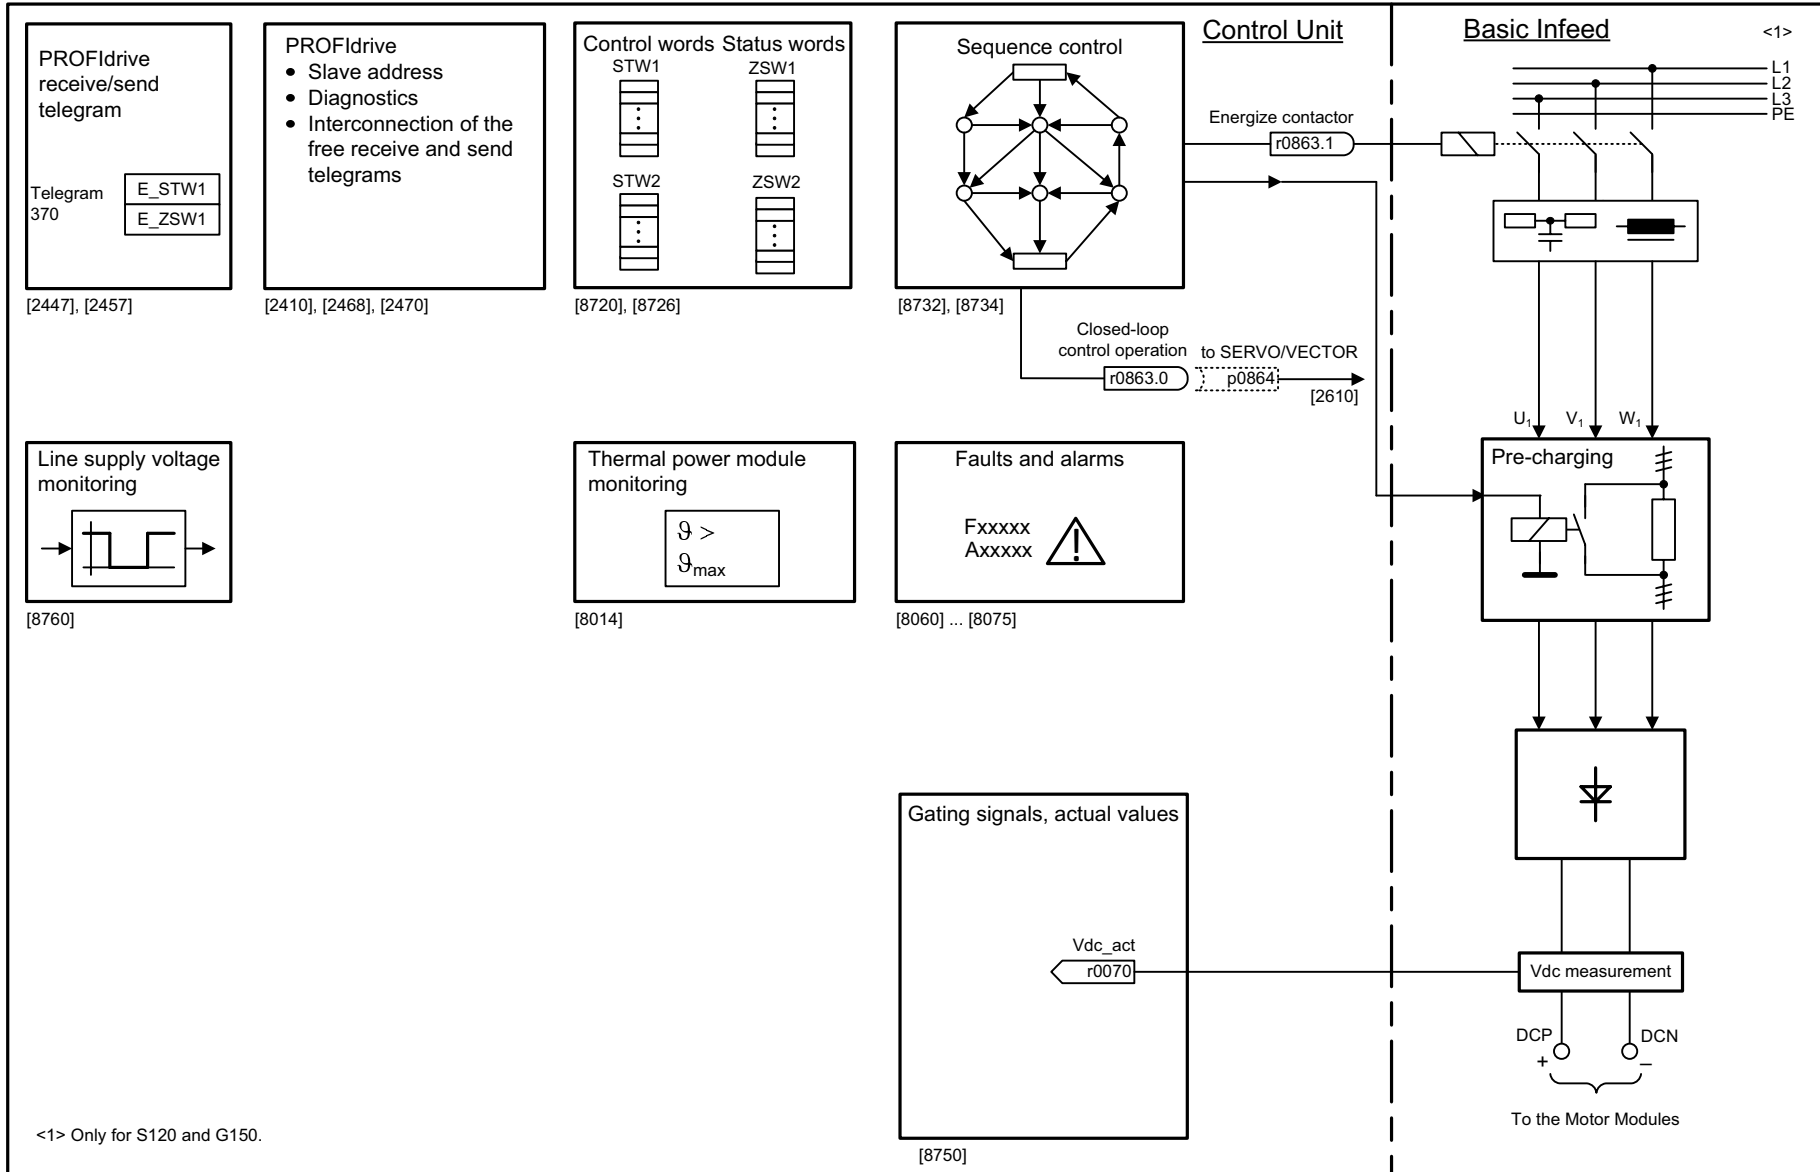 PROFIdrive
receive/send
telegram
Telegram
370
E_STW1
E_ZSW1
[2447], [2457]
PROFIdrive
• Slave address
• Diagnostics
• Interconnection of the
free receive and send
telegrams
[2410], [2468], [2470]
Control words Status words
STW1 ZSW1
STW2 ZSW2
[8720], [8726]
Sequence control
[8732], [8734]
Control Unit
Basic Infeed
<1>
L1
L2
L3
PE
Energize contactor
r0863.1
Closed-loop
control operation
r0863.0
to SERVO/VECTOR
p0864
[2610]
U1 V1 W1
Pre-charging
Line supply voltage
monitoring
[8760]
Thermal power module
monitoring
ϑ >
ϑmax
[8014]
Faults and alarms
Fxxxxx
Axxxxx
!
[8060] ... [8075]
Gating signals, actual values
Vdc_act
r0070
[8750]
Vdc measurement
DCP DCN
+ –
To the Motor Modules
<1> Only for S120 and G150.